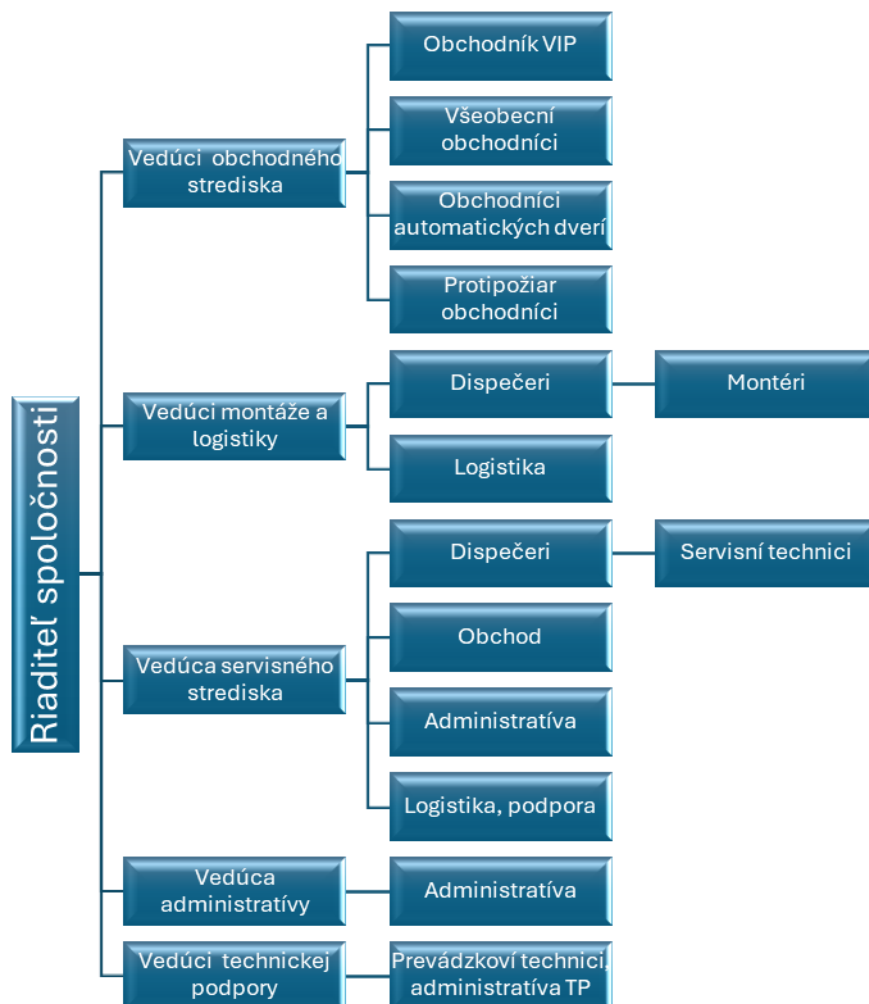 Riaditeľ spoločnosti
Vedúci obchodného
strediska
Obchodník VIP
Všeobecní
obchodníci
Obchodníci
automatických dverí
Protipožiar
obchodníci
Vedúci montáže a
logistiky
Dispečeri
Montéri
Logistika
Vedúca servisného
strediska
Dispečeri
Servisní technici
Obchod
Administratíva
Logistika, podpora
Vedúca
administratívy
Administratíva
Vedúci technickej
podpory
Prevádzkoví technici,
administratíva TP